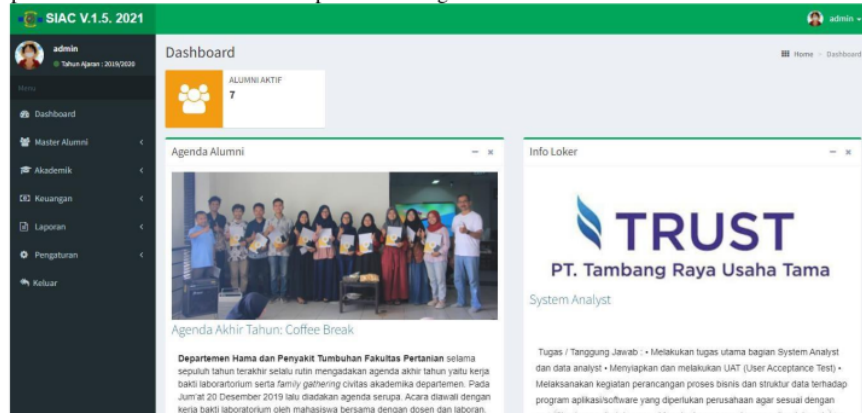 SIAC V.1.5. 2021
admin
admin
Tahun Ajaran : 2019/2020
Menu
Dashboard
Master Alumni
Akademik
Keuangan
Laporan
Pengaturan
Keluar
Dashboard
Home Dashboard
ALUMNI AKTIF
7
Agenda Alumni
Agenda Akhir Tahun: Coffee Break
Departemen Hama dan Penyakit Tumbuhan Fakultas Pertanian selama
sepuluh tahun terakhir selalu rutin mengadakan agenda akhir tahun yaitu kerja
bakti laborartorium serta family gathering civitas akademika departemen. Pada
Jum'at 20 Desember 2019 lalu diadakan agenda serupa. Acara diawali dengan
kerja bakti laboratorium oleh mahasiswa bersama dengan dosen dan laboran.
Info Loker
TRUST
PT. Tambang Raya Usaha Tama
System Analyst
Tugas / Tanggung Jawab : • Melakukan tugas utama bagian System Analyst
dan data analyst • Menyiapkan dan melakukan UAT (User Acceptance Test) •
Melaksanakan kegiatan perancangan proses bisnis dan struktur data terhadap
program aplikasi/software yang diperlukan perusahaan agar sesuai dengan